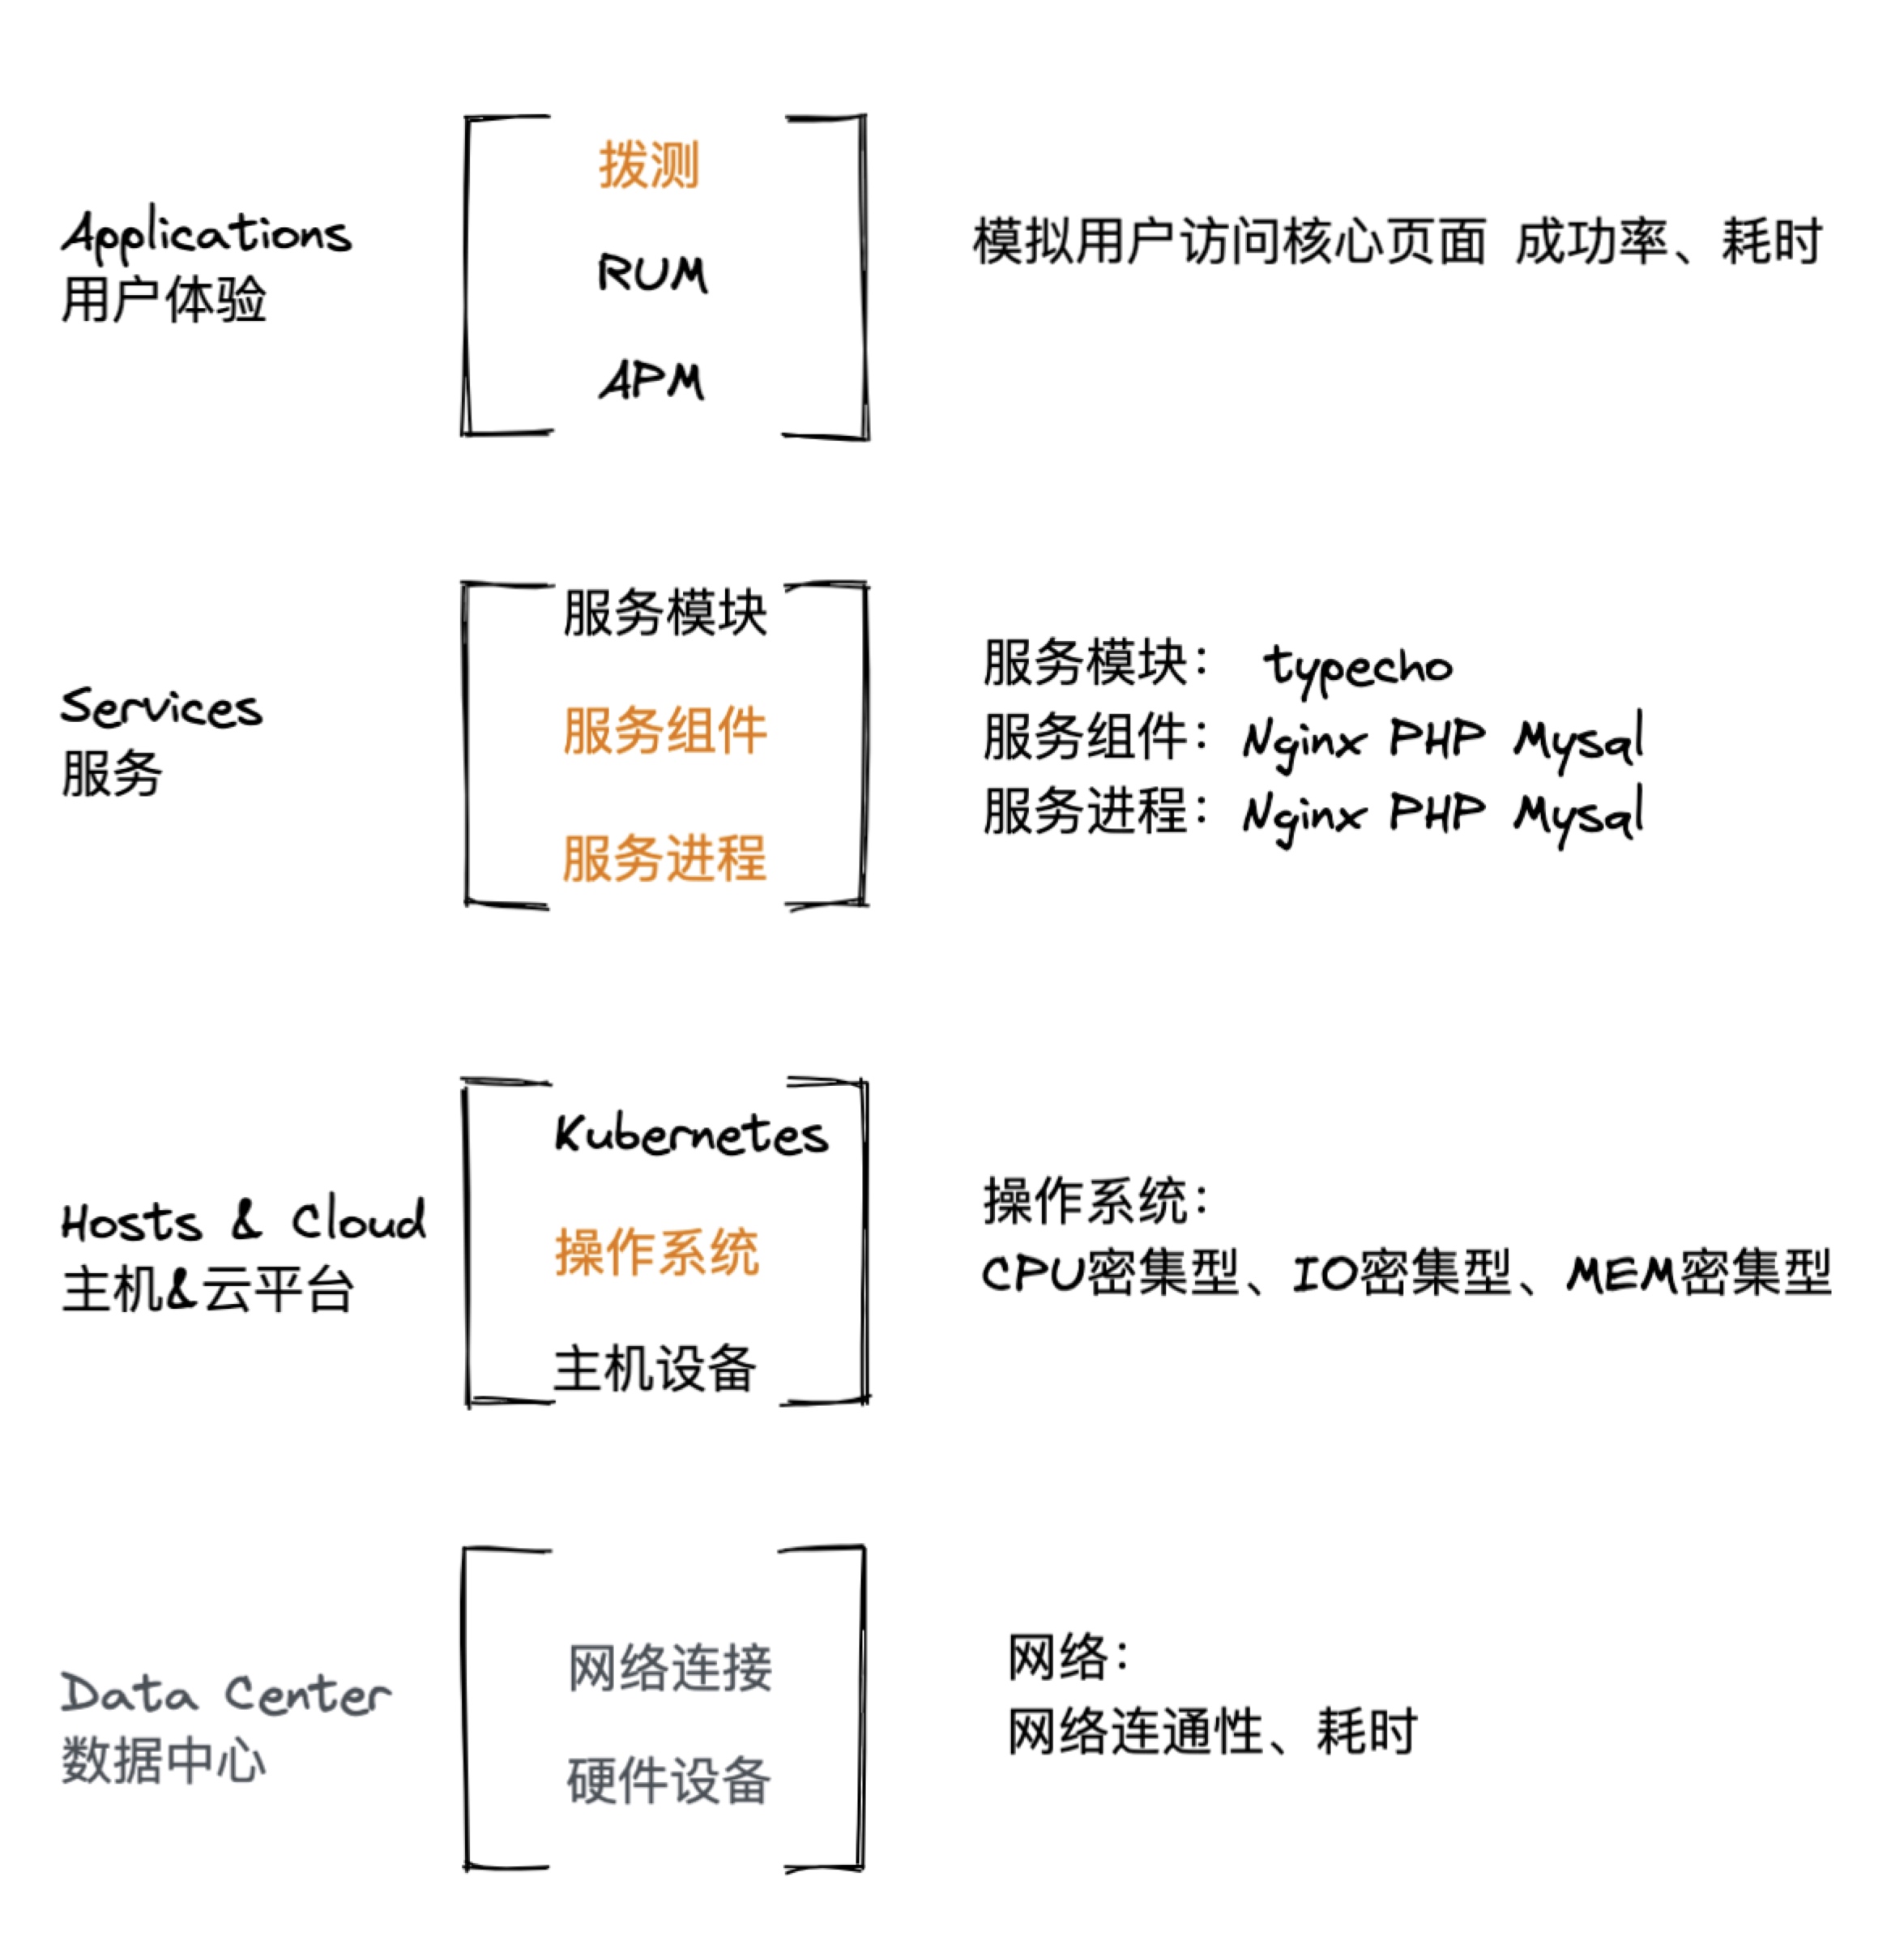 Applications
用户体验
拨测
RUM
APM
模拟用户访问核心页面 成功率、耗时
Services
服务
服务模块
服务组件
服务进程
服务模块： typecho
服务组件：Nginx PHP Mysql
服务进程：Nginx PHP Mysql
Hosts & Cloud
主机&云平台
Kubernetes
操作系统
主机设备
操作系统：
CPU密集型、IO密集型、MEM密集型
Data Center
数据中心
网络连接
硬件设备
网络：
网络连通性、耗时